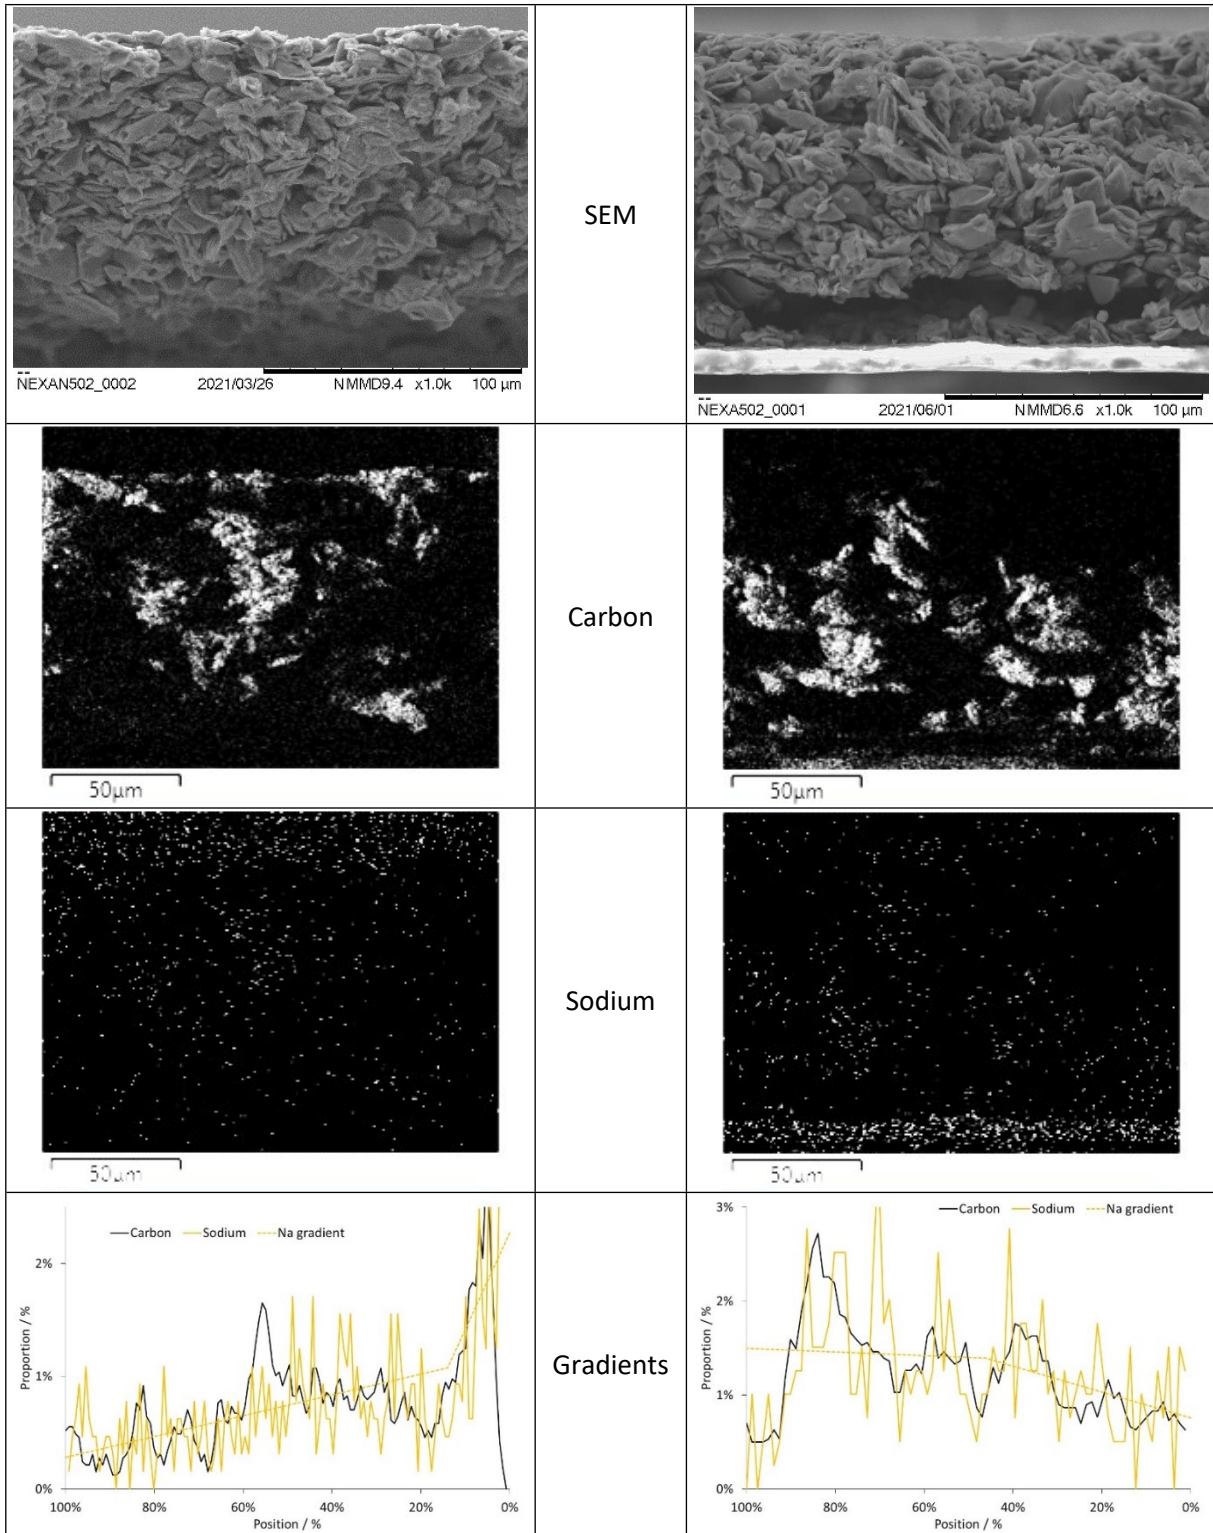 SEM
NEXAN502_0002 2021/03/26 NMMD9.4 x1.0k 100 µm
NEXA502_0001 2021/06/01 NMMD6.6 x1.0k 100 µm
Carbon
50µm
50µm
Sodium
50µm
50µm
Gradients
Carbon Sodium Na gradient
2%
1%
0%
Proportion / %
100% 80% 60% 40% 20% 0%
Position / %
Carbon Sodium Na gradient
3%
2%
1%
0%
Proportion / %
100% 80% 60% 40% 20% 0%
Position / %